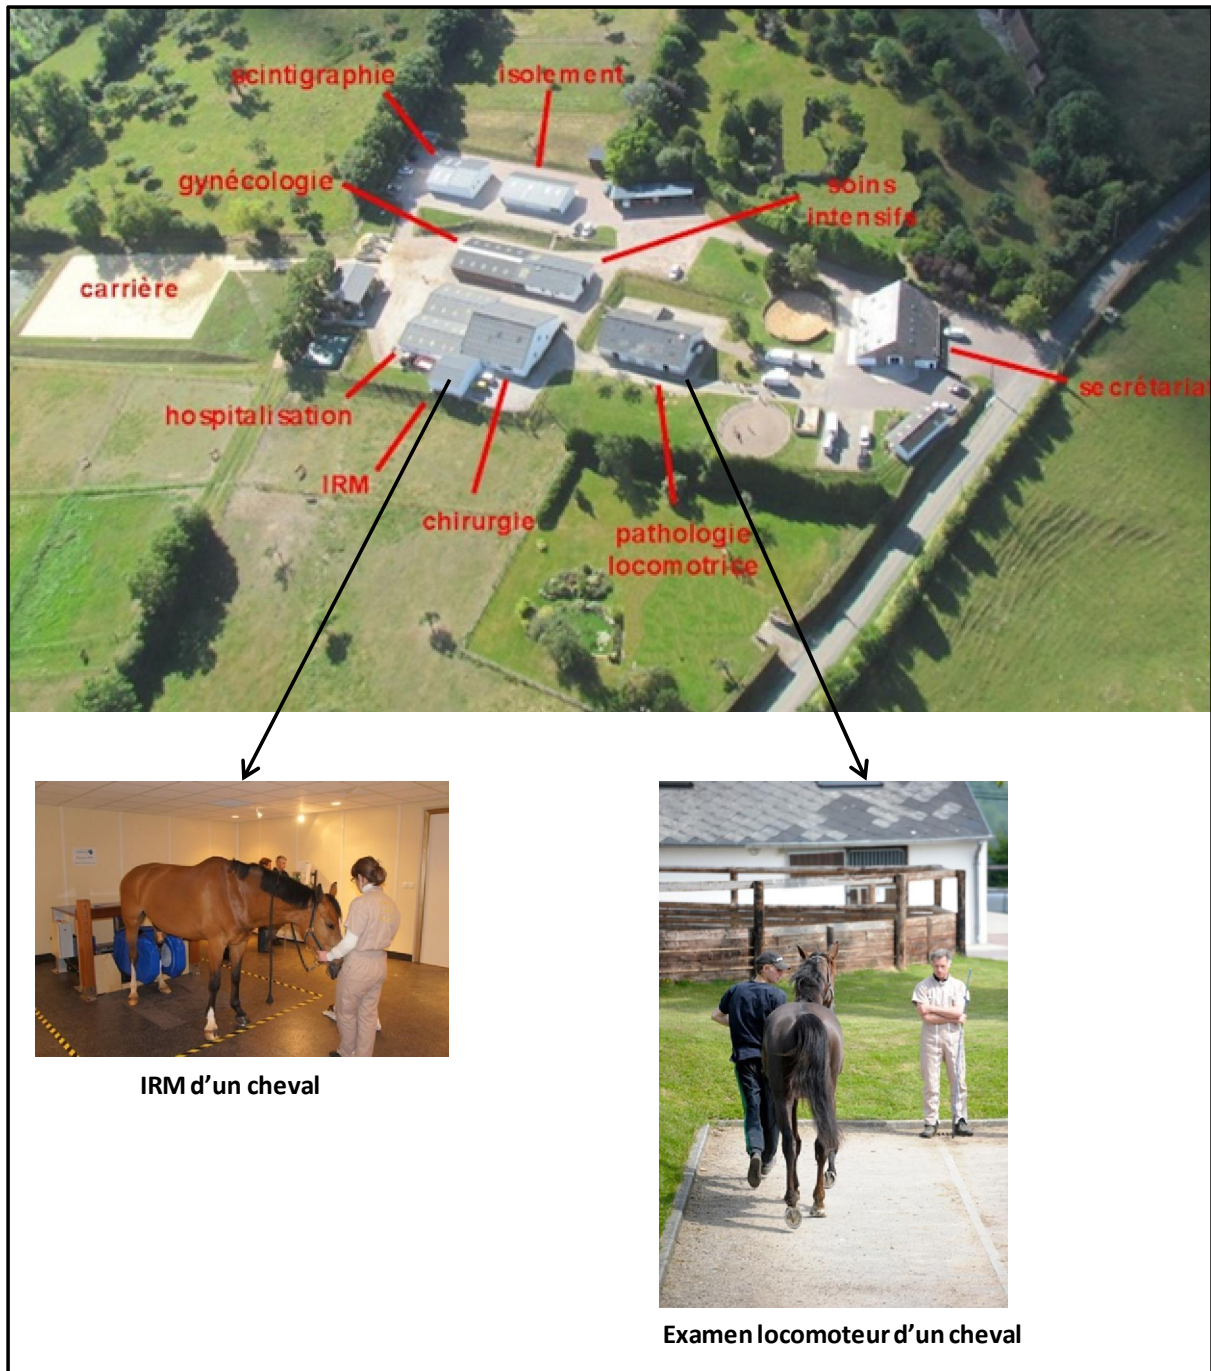 scintigraphie
isolement
gynécologie
soins
intensifs
carrière
hospitalisation
IRM
chirurgie
pathologie
locomotrice
secrétariat
IRM d'un cheval
Examen locomoteur d'un cheval